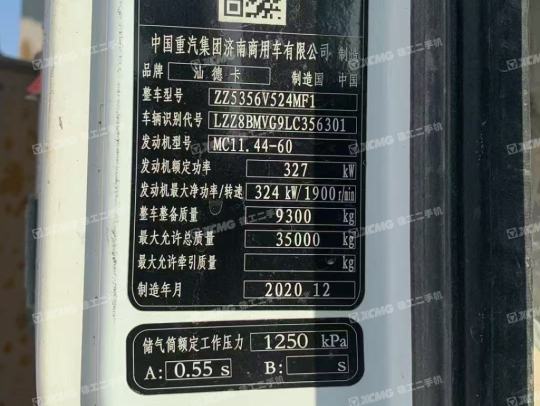 中国重汽集团济南商用车有限公司 制造
品牌 汕德卡 制造国 中国
整车型号 ZZ5356V524MF1
车辆识别代号 LZZ8BMVG9LC356301
发动机型号 MC11.44-60
发动机额定功率 327 kW
发动机最大净功率/转速 324 kW/1900 r/min
整车整备质量 9300 kg
最大允许总质量 35000 kg
最大允许牵引质量 kg
制造年月 2020.12
储气筒额定工作压力 1250 kPa
A: 0.55 s B: s
XCMG 徐工二手机